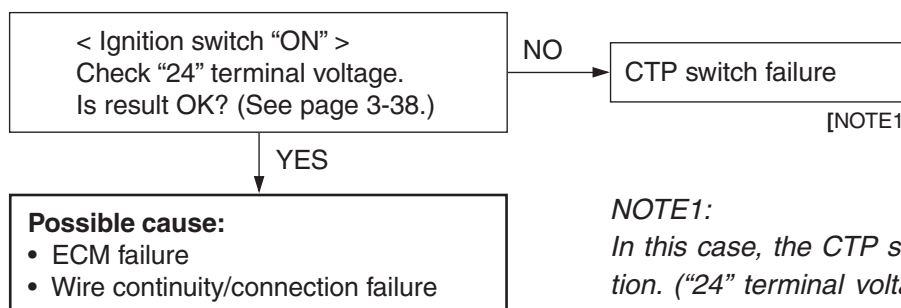 < Ignition switch “ON” >
Check “24” terminal voltage.
Is result OK? (See page 3-38.)
NO
CTP switch failure
[NOTE1
YES
Possible cause:
• ECM failure
• Wire continuity/connection failure
NOTE1:
In this case, the CTP s
tion. (“24” terminal volta